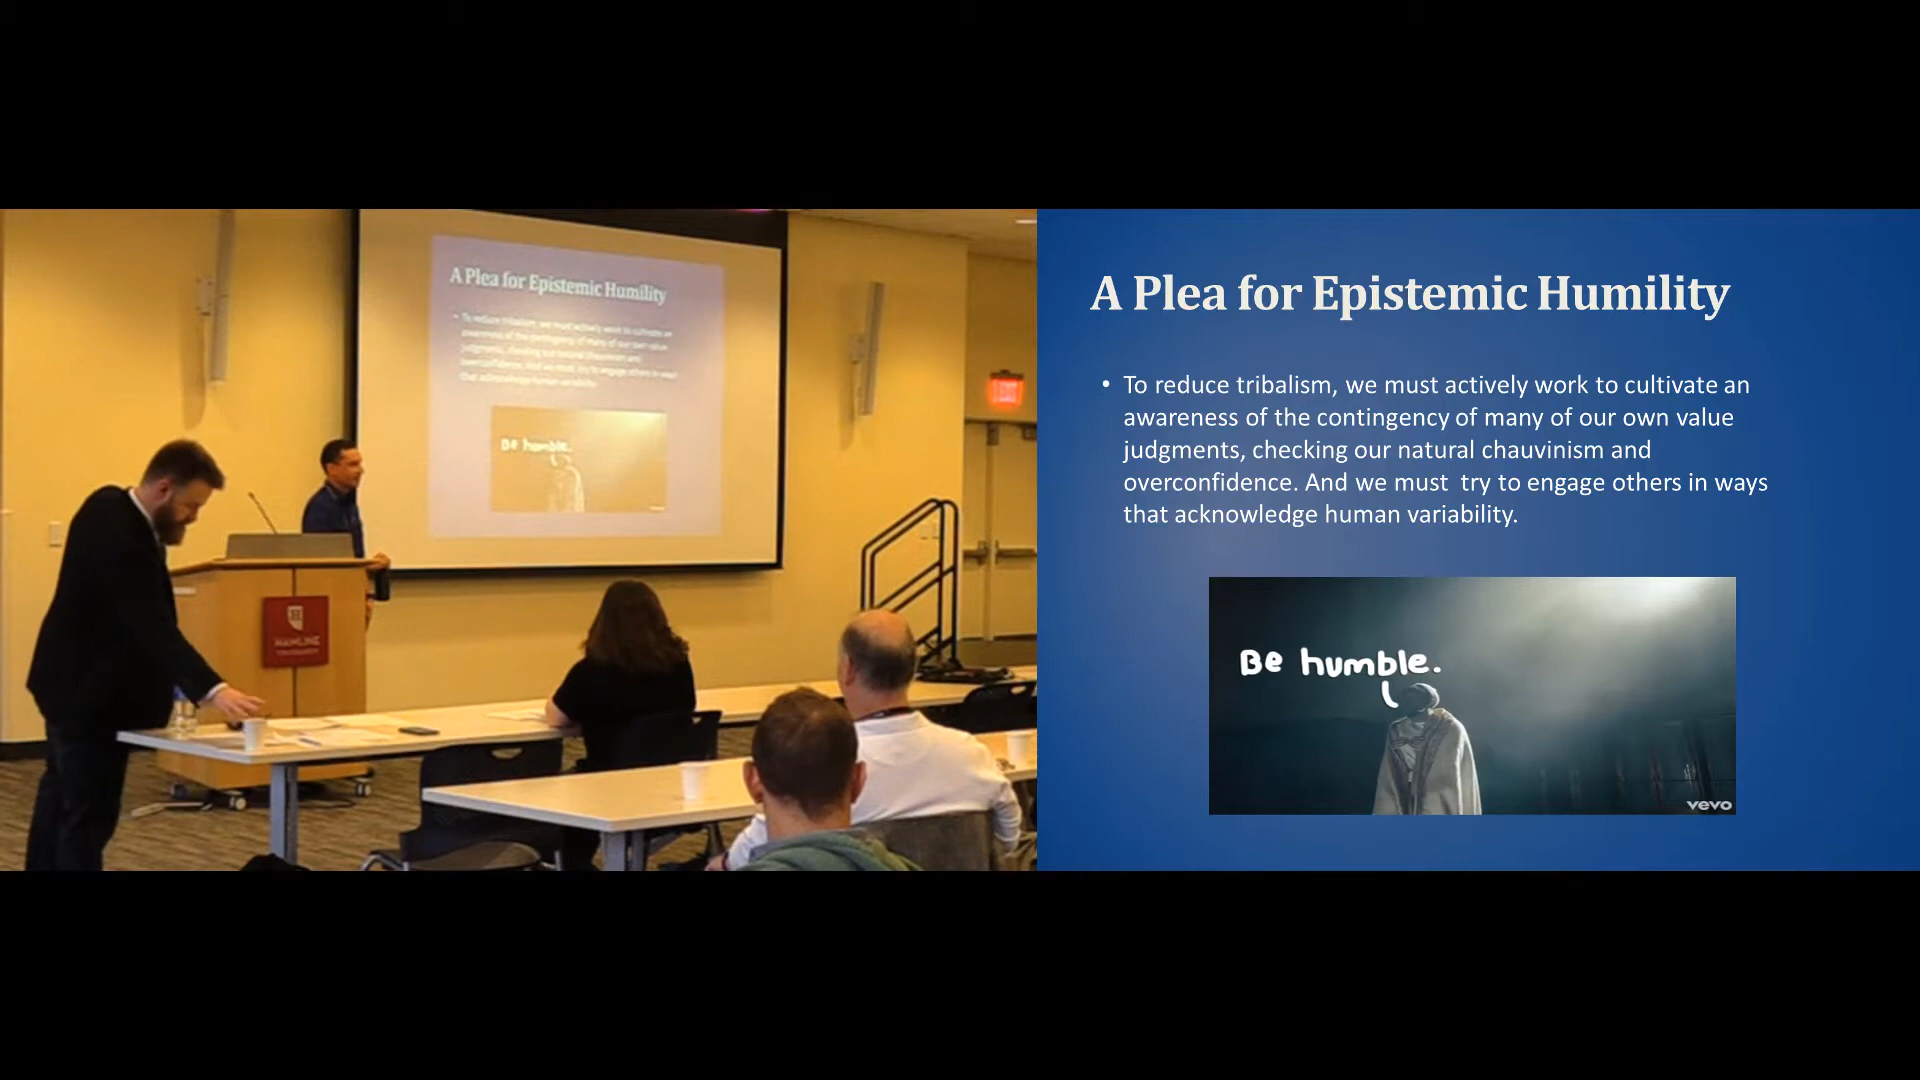 A Plea for Epistemic Humility
Be humble.
HAMLINE
UNIVERSITY
A Plea for Epistemic Humility
• To reduce tribalism, we must actively work to cultivate an
awareness of the contingency of many of our own value
judgments, checking our natural chauvinism and
overconfidence. And we must  try to engage others in ways
that acknowledge human variability.
Be humble.
vevo